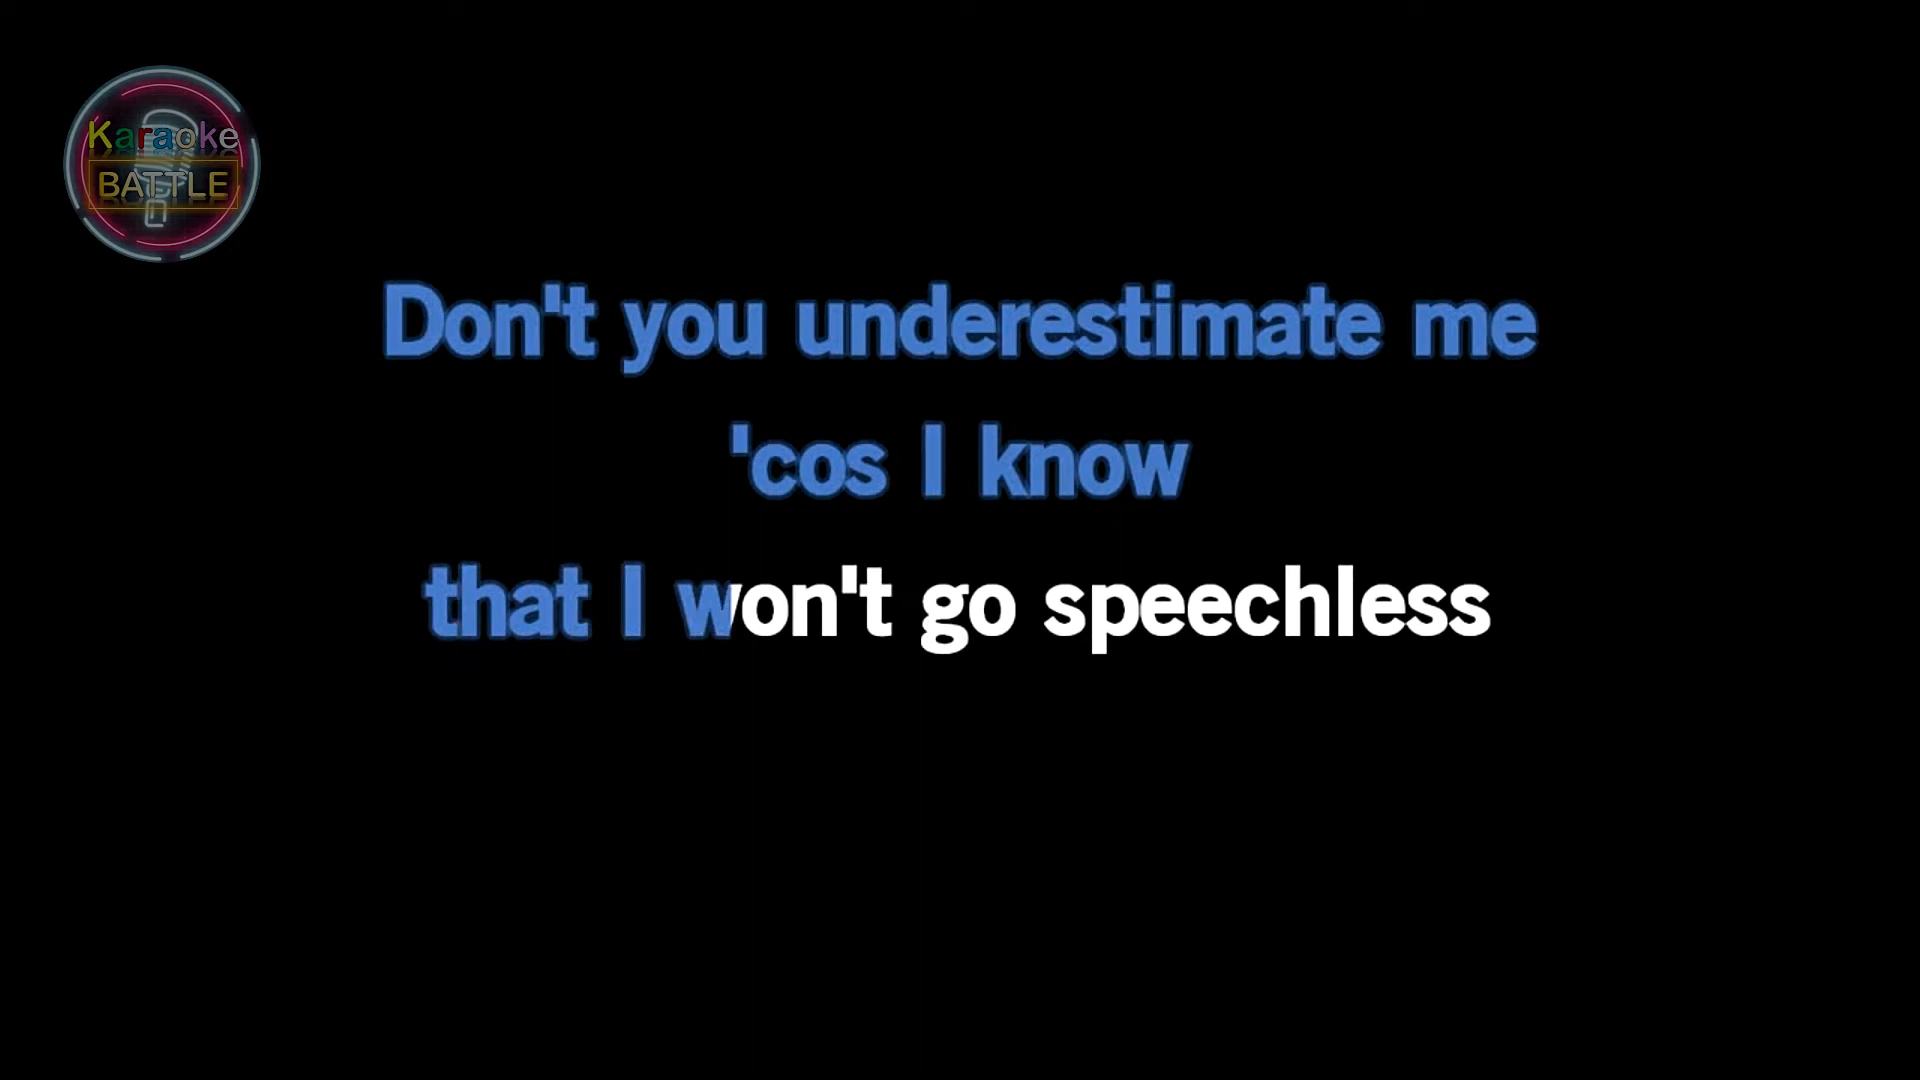 Karaoke
BATTLE
Don't you underestimate me
'cos I know
that I won't go speechless